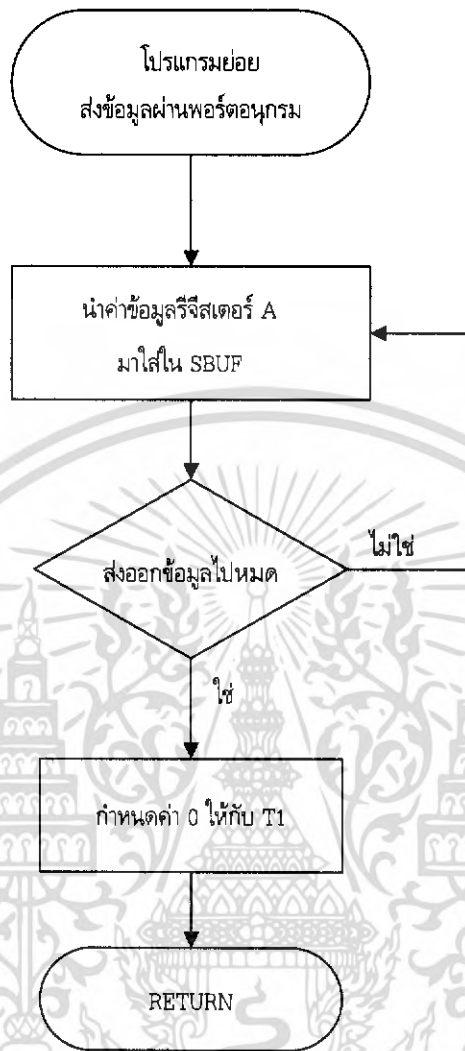 โปรแกรมย่อย
ส่งข้อมูลผ่านพอร์ตอนุกรม
นำค่าข้อมูลรีจีสเตอร์ A
มาใส่ใน SBUF
ส่งออกข้อมูลไปหมด
ไม่ใช่
ใช่
กำหนดค่า 0 ให้กับ T1
RETURN